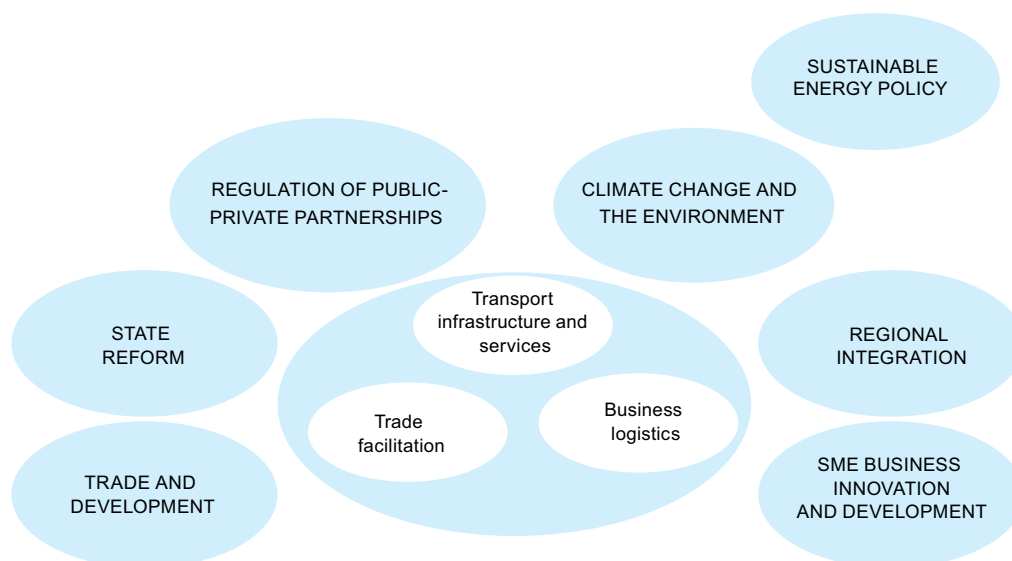 SUSTAINABLE
ENERGY POLICY
REGULATION OF PUBLIC-
PRIVATE PARTNERSHIPS
CLIMATE CHANGE AND
THE ENVIRONMENT
Transport
infrastructure and
services
STATE
REFORM
REGIONAL
INTEGRATION
Trade
facilitation
Business
logistics
TRADE AND
DEVELOPMENT
SME BUSINESS
INNOVATION
AND DEVELOPMENT